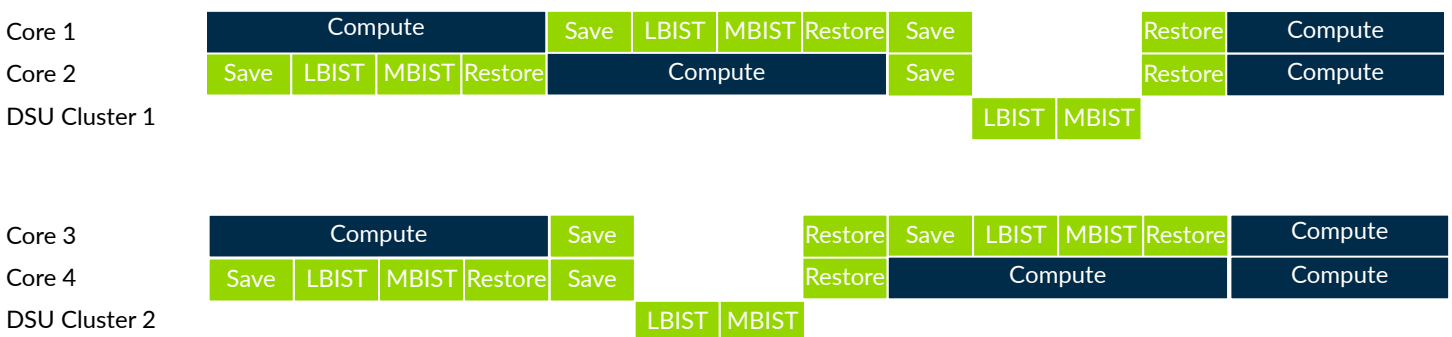 Core 1 Compute Save LBIST MBIST Restore Save Restore Compute
Core 2 Save LBIST MBIST Restore Compute Save Restore Compute
DSU Cluster 1 LBIST MBIST
Core 3 Compute Save Restore Save LBIST MBIST Restore Compute
Core 4 Save LBIST MBIST Restore Save Restore Compute Compute
DSU Cluster 2 LBIST MBIST